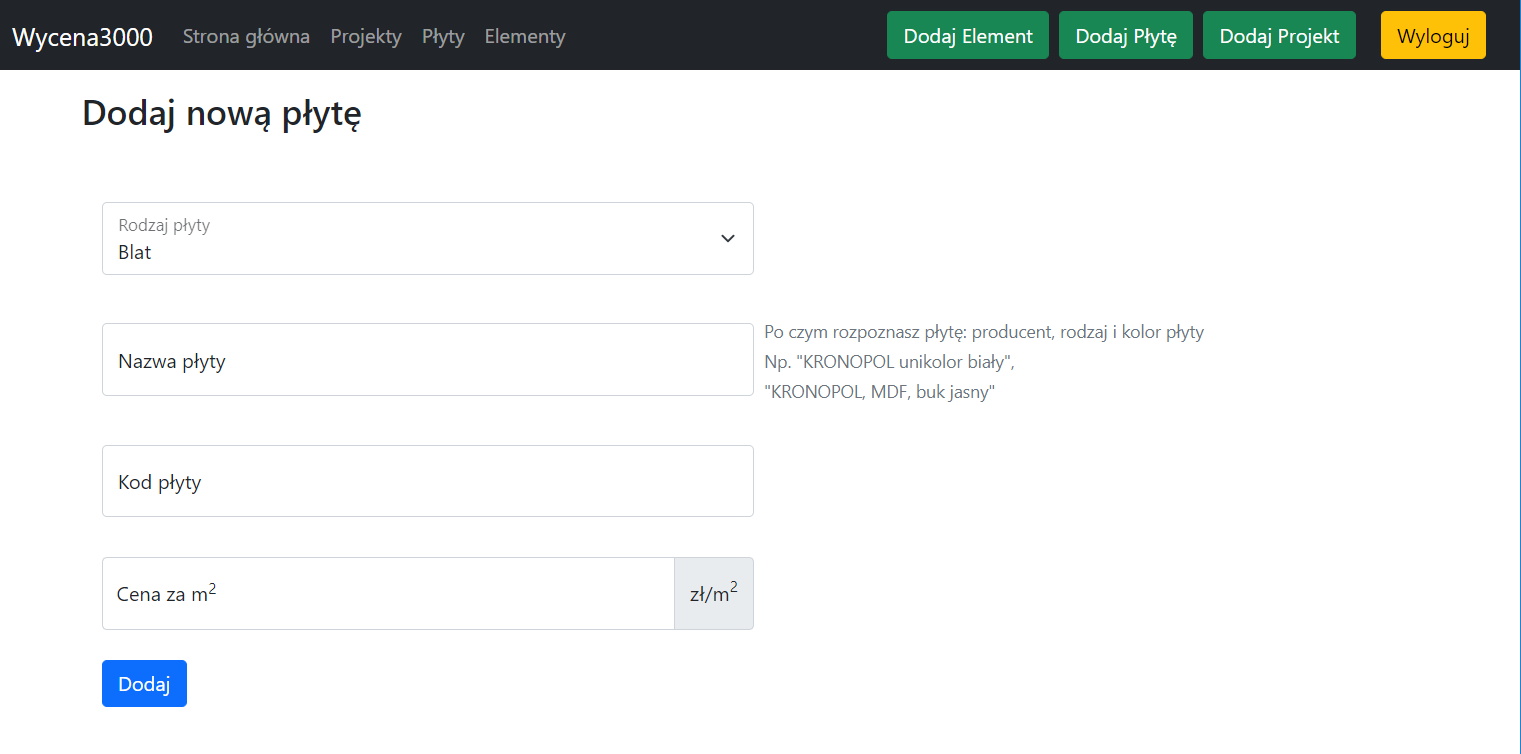 Wycena3000 Strona główna Projekty Płyty Elementy Dodaj Element Dodaj Płytę Dodaj Projekt Wyloguj
Dodaj nową płytę
Rodzaj płyty
Blat
Nazwa płyty
Po czym rozpoznasz płytę: producent, rodzaj i kolor płyty
Np. "KRONOPOL unikolor biały",
"KRONOPOL, MDF, buk jasny"
Kod płyty
Cena za m² zł/m²
Dodaj